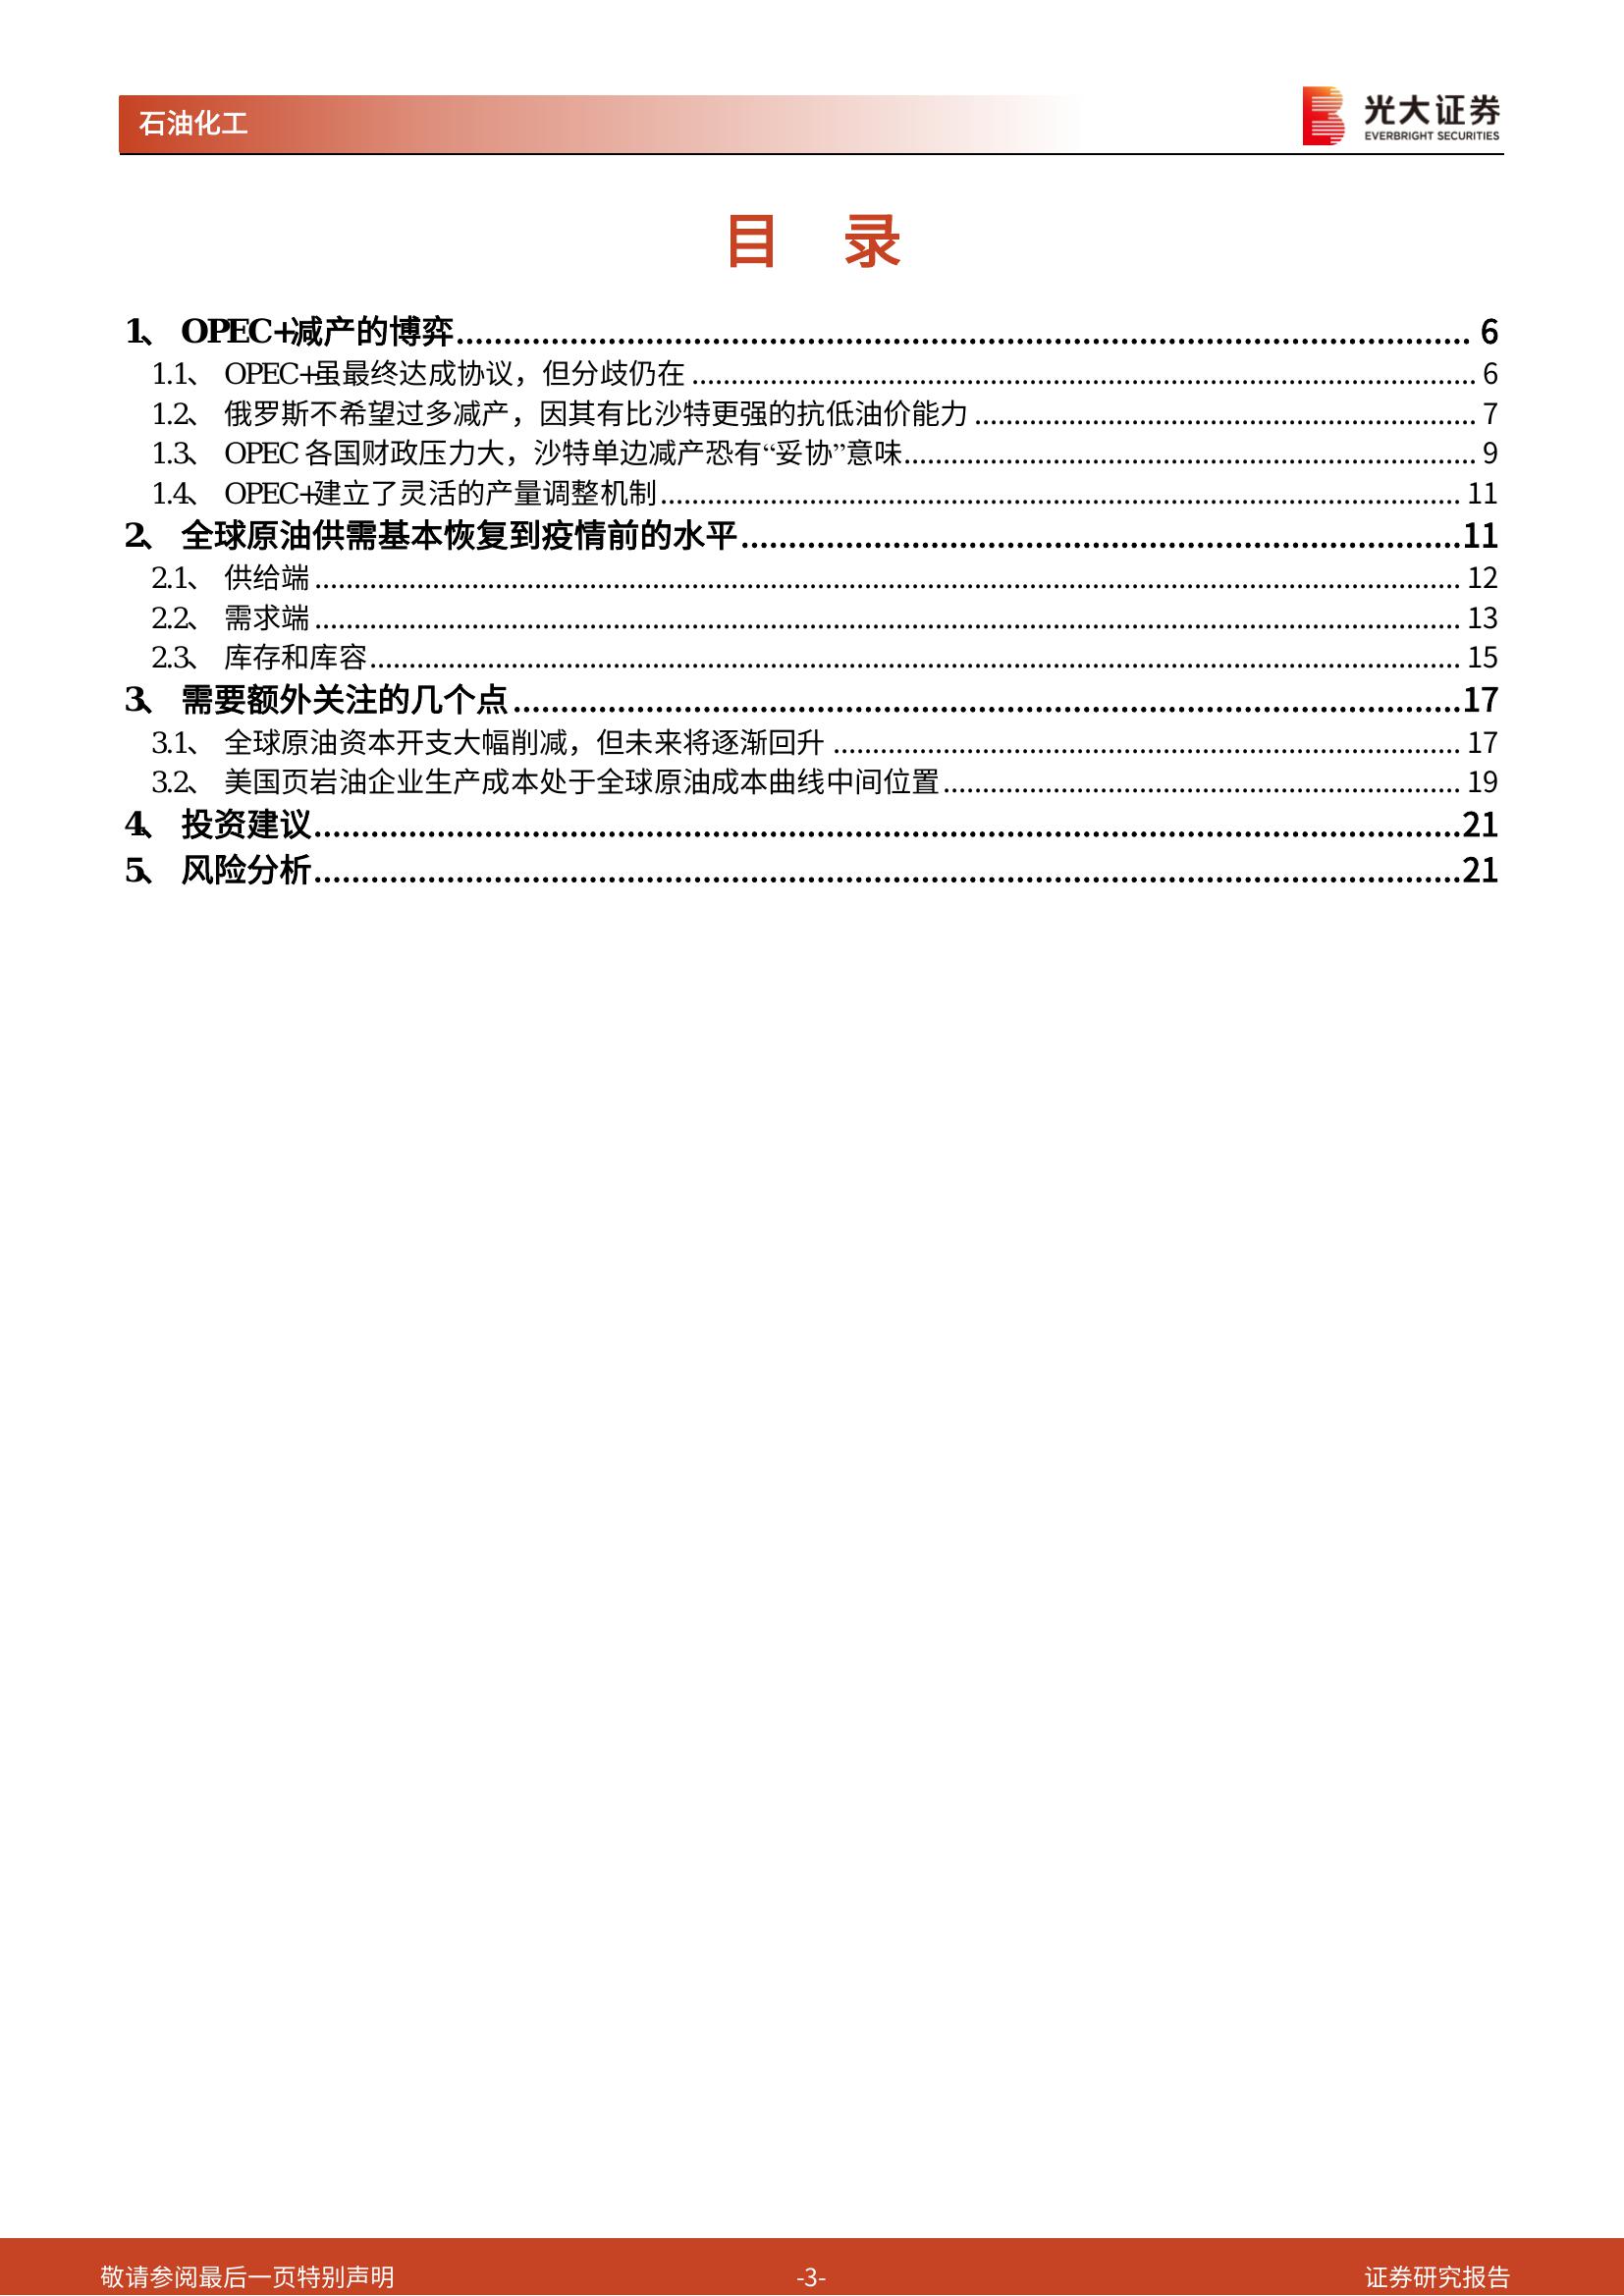 石油化工
光大证券
EVERBRIGHT SECURITIES
目 录
1、 OPEC+减产的博弈 6
1.1、 OPEC+虽最终达成协议，但分歧仍在 6
1.2、 俄罗斯不希望过多减产，因其有比沙特更强的抗低油价能力 7
1.3、 OPEC 各国财政压力大，沙特单边减产恐有“妥协”意味 9
1.4、 OPEC+建立了灵活的产量调整机制 11
2、 全球原油供需基本恢复到疫情前的水平 11
2.1、 供给端 12
2.2、 需求端 13
2.3、 库存和库容 15
3、 需要额外关注的几个点 17
3.1、 全球原油资本开支大幅削减，但未来将逐渐回升 17
3.2、 美国页岩油企业生产成本处于全球原油成本曲线中间位置 19
4、 投资建议 21
5、 风险分析 21
敬请参阅最后一页特别声明 -3- 证券研究报告